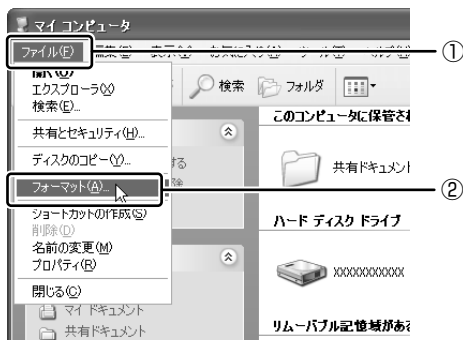 マイ コンピュータ
ファイル(F)
①
エクスプローラ(X)
検索(E)...
検索
フォルダ
共有とセキュリティ(H)...
このコンピュータに保管さ
ディスクのコピー(Y)...
共有ドキュメント
フォーマット(A)...
②
ショートカットの作成(S)
削除(D)
名前の変更(M)
プロパティ(R)
ハード ディスク ドライブ
XXXXXXXXXXX
閉じる(C)
マイ ドキュメント
共有ドキュメント
リムーバブル記憶域があ